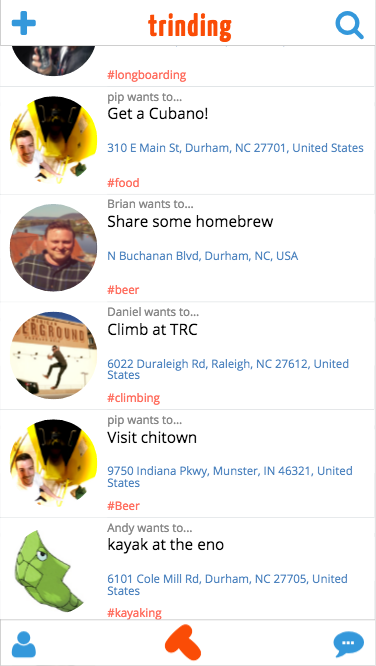 trinding
#longboarding
pip wants to...
Get a Cubano!
310 E Main St, Durham, NC 27701, United States
#food
Brian wants to...
Share some homebrew
N Buchanan Blvd, Durham, NC, USA
#beer
Daniel wants to...
Climb at TRC
ERGROUND
6022 Duraleigh Rd, Raleigh, NC 27612, United
States
#climbing
pip wants to...
Visit chitown
9750 Indiana Pkwy, Munster, IN 46321, United
States
#Beer
Andy wants to...
kayak at the eno
6101 Cole Mill Rd, Durham, NC 27705, United
States
#kayaking